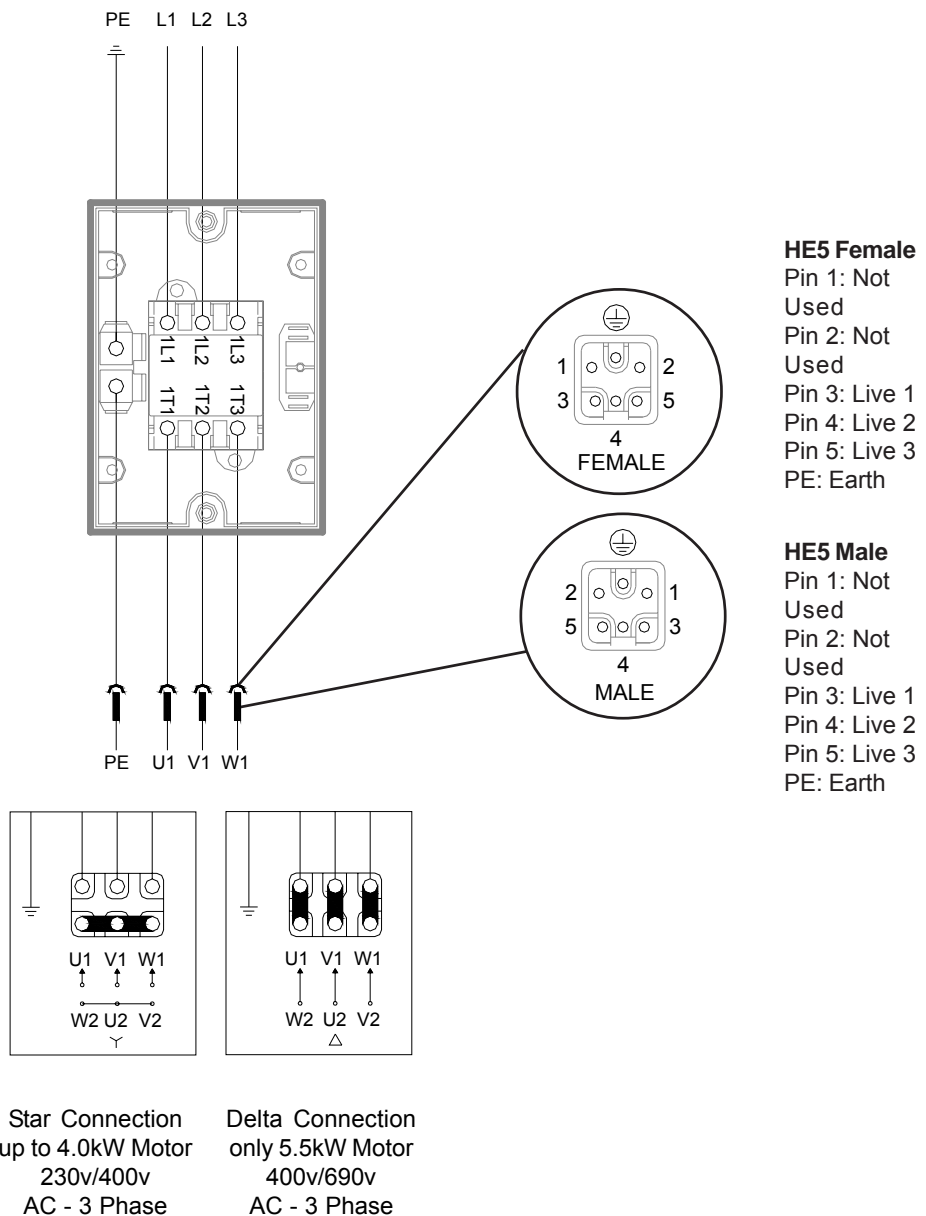 PE L1 L2 L3
1L1 1L2 1L3
1T1 1T2 1T3
PE U1 V1 W1
1 2
3 5
4
FEMALE
2 1
5 3
4
MALE
HE5 Female
Pin 1: Not
Used
Pin 2: Not
Used
Pin 3: Live 1
Pin 4: Live 2
Pin 5: Live 3
PE: Earth
HE5 Male
Pin 1: Not
Used
Pin 2: Not
Used
Pin 3: Live 1
Pin 4: Live 2
Pin 5: Live 3
PE: Earth
U1 V1 W1
W2 U2 V2
U1 V1 W1
W2 U2 V2
Star Connection
up to 4.0kW Motor
230v/400v
AC - 3 Phase
Delta Connection
only 5.5kW Motor
400v/690v
AC - 3 Phase